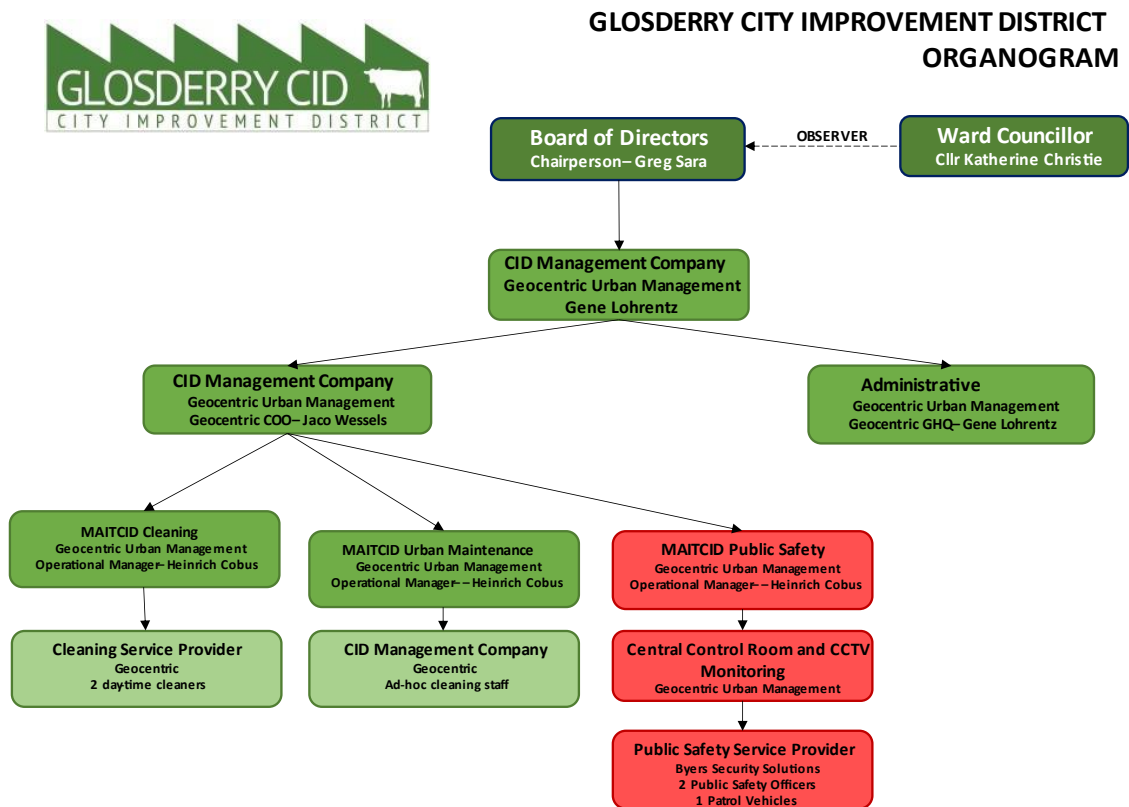 GLOSDERRY CITY IMPROVEMENT DISTRICT
ORGANOGRAM
GLOSDERRY CID
CITY IMPROVEMENT DISTRICT
Board of Directors
Chairperson– Greg Sara
OBSERVER
Ward Councillor
Cllr Katherine Christie
CID Management Company
Geocentric Urban Management
Gene Lohrentz
CID Management Company
Geocentric Urban Management
Geocentric COO– Jaco Wessels
Administrative
Geocentric Urban Management
Geocentric GHQ– Gene Lohrentz
MAITCID Cleaning
Geocentric Urban Management
Operational Manager– Heinrich Cobus
MAITCID Urban Maintenance
Geocentric Urban Management
Operational Manager-– Heinrich Cobus
MAITCID Public Safety
Geocentric Urban Management
Operational Manager-– Heinrich Cobus
Cleaning Service Provider
Geocentric
2 day-time cleaners
CID Management Company
Geocentric
Ad-hoc cleaning staff
Central Control Room and CCTV
Monitoring
Geocentric Urban Management
Public Safety Service Provider
Byers Security Solutions
2 Public Safety Officers
1 Patrol Vehicles